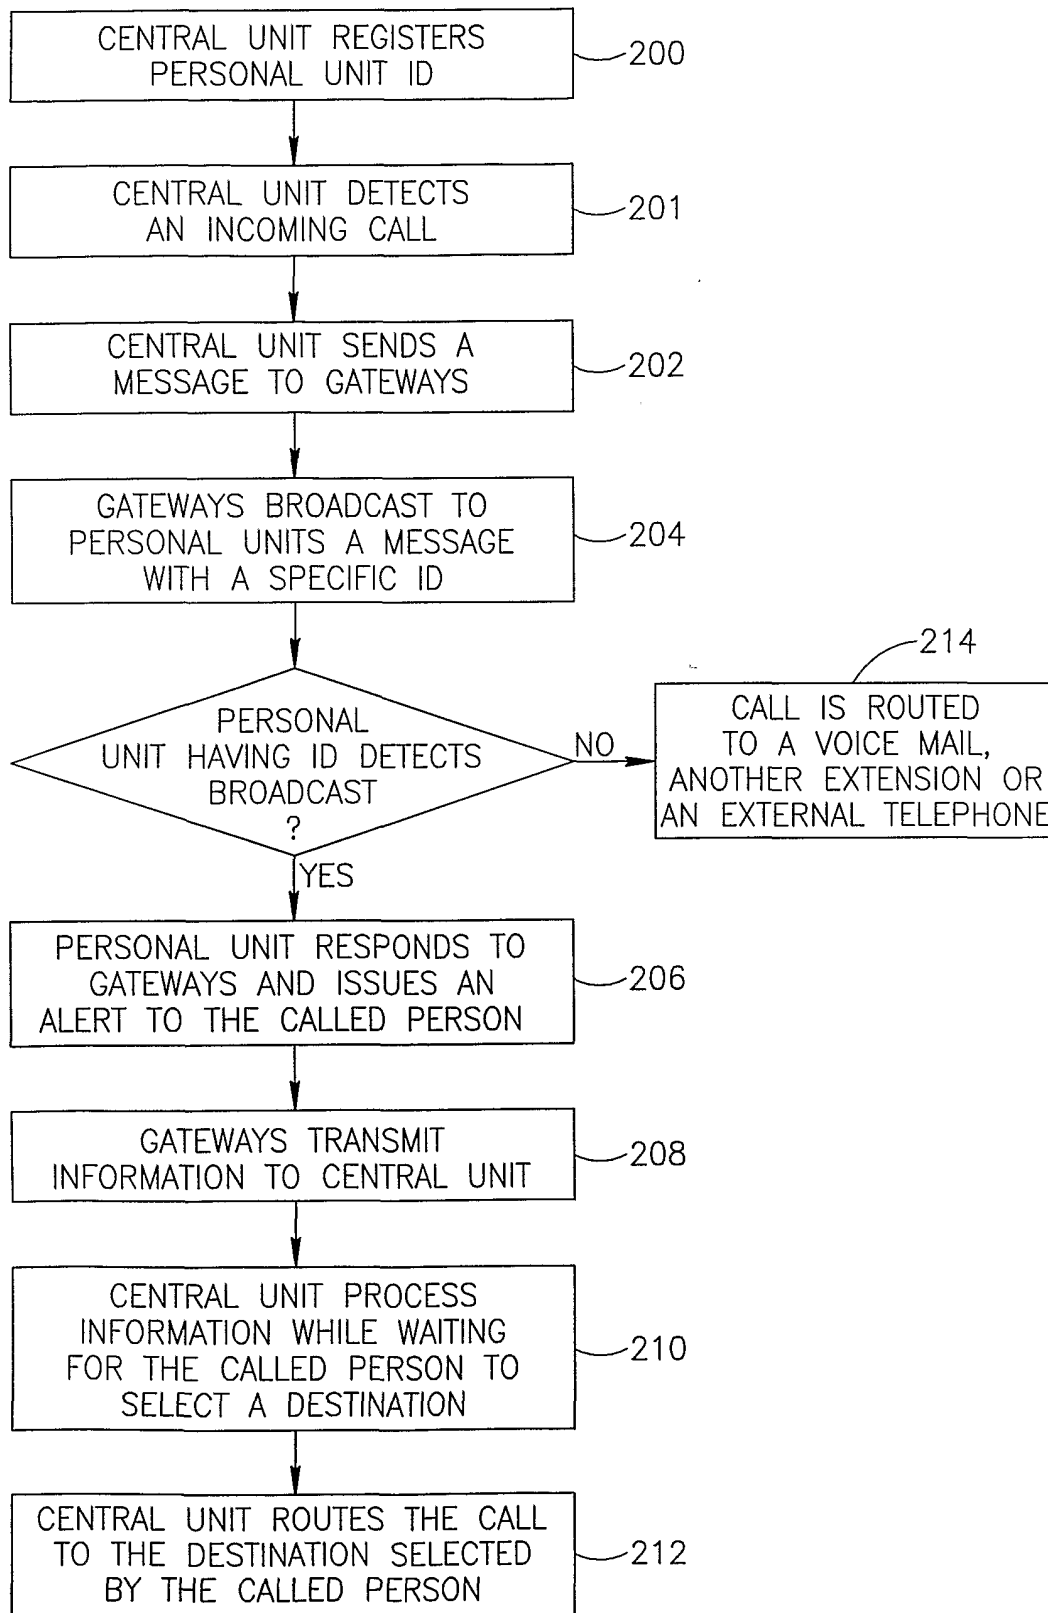 CENTRAL UNIT REGISTERS
PERSONAL UNIT ID
200
CENTRAL UNIT DETECTS
AN INCOMING CALL
201
CENTRAL UNIT SENDS A
MESSAGE TO GATEWAYS
202
GATEWAYS BROADCAST TO
PERSONAL UNITS A MESSAGE
WITH A SPECIFIC ID
204
PERSONAL
UNIT HAVING ID DETECTS
BROADCAST
?
NO
214
CALL IS ROUTED
TO A VOICE MAIL,
ANOTHER EXTENSION OR
AN EXTERNAL TELEPHONE
YES
PERSONAL UNIT RESPONDS TO
GATEWAYS AND ISSUES AN
ALERT TO THE CALLED PERSON
206
GATEWAYS TRANSMIT
INFORMATION TO CENTRAL UNIT
208
CENTRAL UNIT PROCESS
INFORMATION WHILE WAITING
FOR THE CALLED PERSON TO
SELECT A DESTINATION
210
CENTRAL UNIT ROUTES THE CALL
TO THE DESTINATION SELECTED
BY THE CALLED PERSON
212